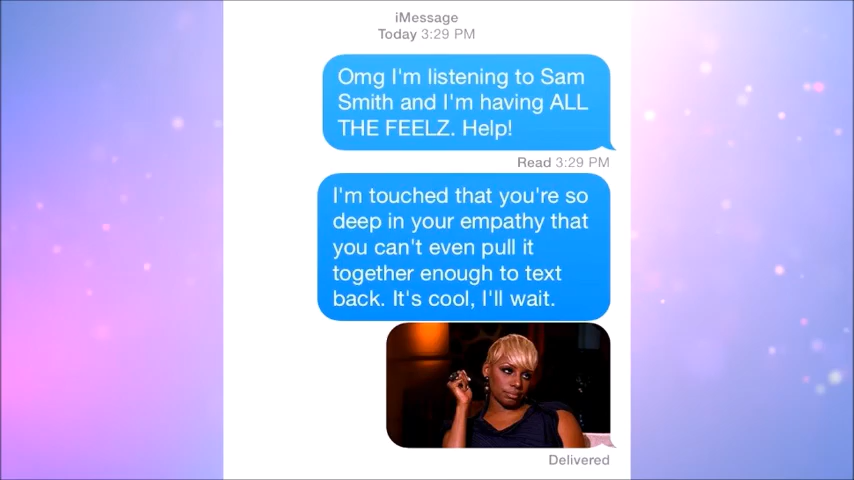 iMessage
Today 3:29 PM
Omg I'm listening to Sam
Smith and I'm having ALL
THE FEELZ. Help!
Read 3:29 PM
I'm touched that you're so
deep in your empathy that
you can't even pull it
together enough to text
back. It's cool, I'll wait.
Delivered